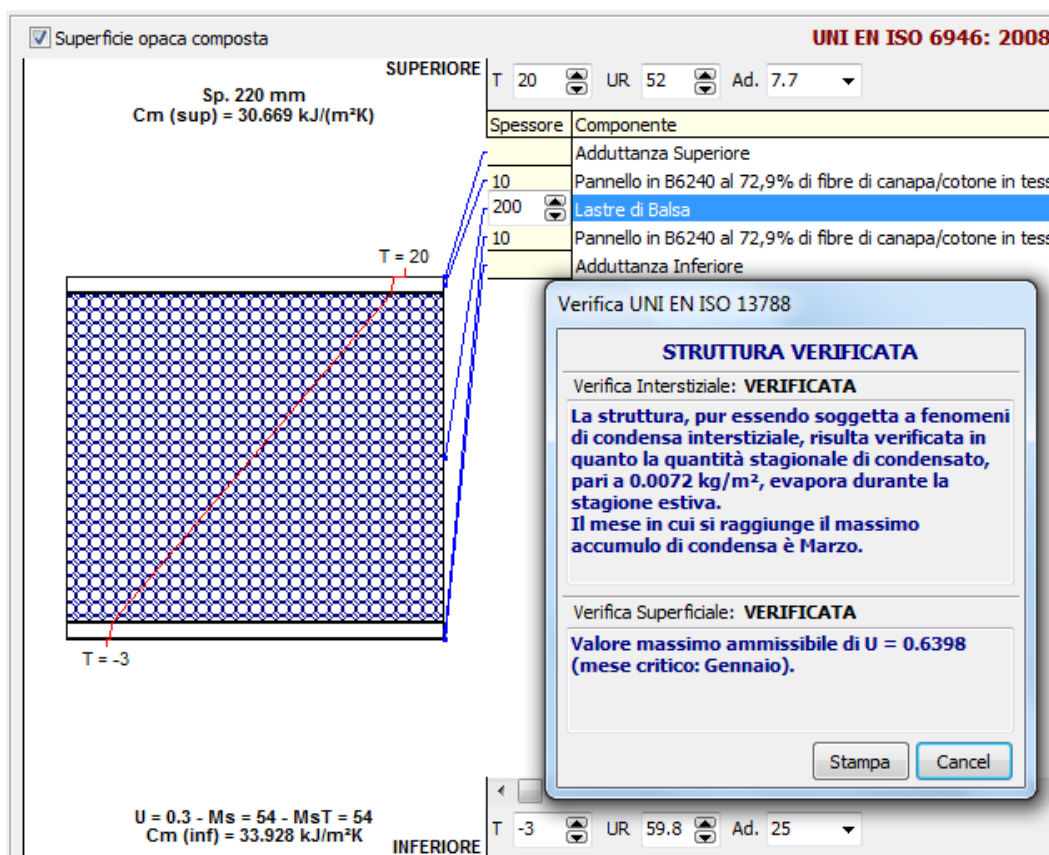 Superficie opaca composta
UNI EN ISO 6946: 2008
SUPERIORE
T 20 UR 52 Ad. 7.7
Sp. 220 mm
Cm (sup) = 30.669 kJ/(m²K)
Spessore Componente
Adduttanza Superiore
10 Pannello in B6240 al 72,9% di fibre di canapa/cotone in tess
200 Lastre di Balsa
10 Pannello in B6240 al 72,9% di fibre di canapa/cotone in tess
Adduttanza Inferiore
T = 20
T = -3
Verifica UNI EN ISO 13788
STRUTTURA VERIFICATA
Verifica Interstiziale: VERIFICATA
La struttura, pur essendo soggetta a fenomeni
di condensa interstiziale, risulta verificata in
quanto la quantità stagionale di condensato,
pari a 0.0072 kg/m², evapora durante la
stagione estiva.
Il mese in cui si raggiunge il massimo
accumulo di condensa è Marzo.
Verifica Superficiale: VERIFICATA
Valore massimo ammissibile di U = 0.6398
(mese critico: Gennaio).
Stampa
Cancel
U = 0.3 - Ms = 54 - MsT = 54
Cm (inf) = 33.928 kJ/m²K
INFERIORE
T -3 UR 59.8 Ad. 25